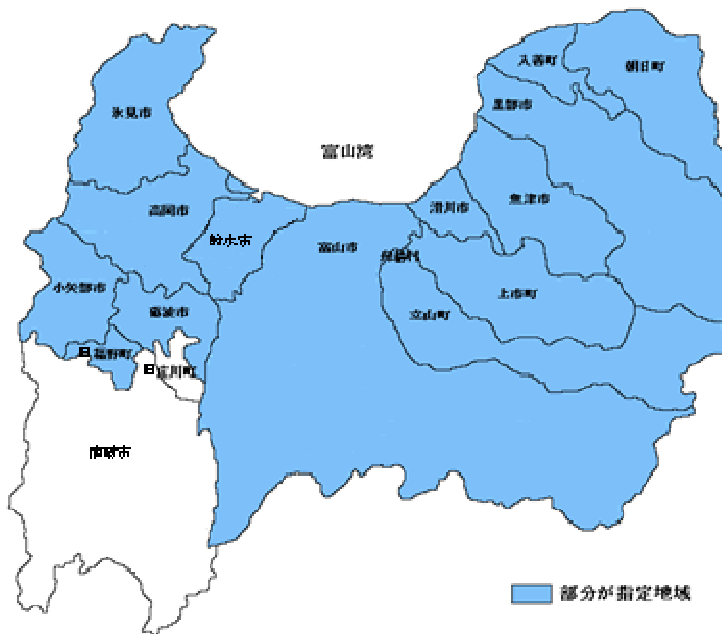 入善町
朝日町
黒部市
氷見市
富山湾
魚津市
滑川市
高岡市
射水市
富山市
舟橋村
上市町
小矢部市
砺波市
立山町
旧福野町
旧庄川町
南砺市
部分が指定地域